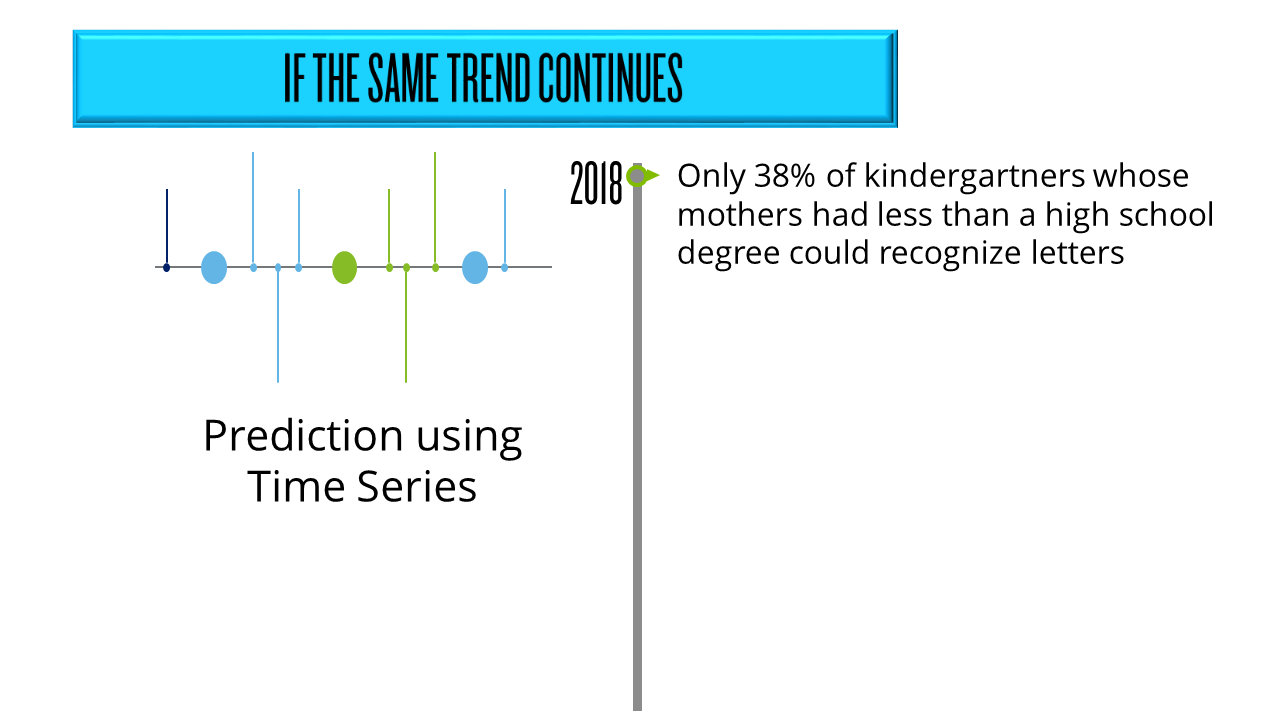 IF THE SAME TREND CONTINUES
2018
Only 38% of kindergartners whose
mothers had less than a high school
degree could recognize letters
Prediction using
Time Series